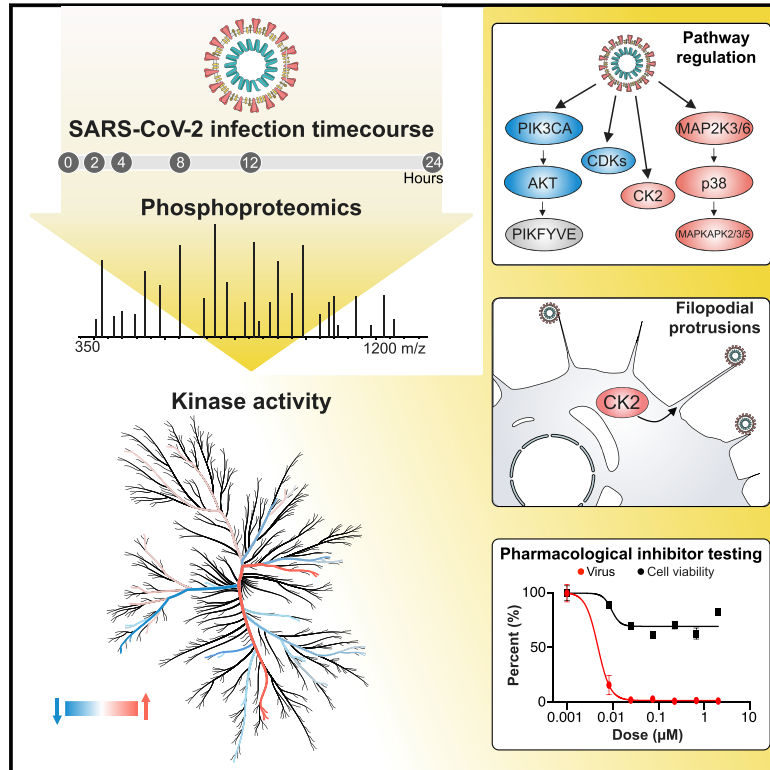 SARS-CoV-2 infection timecourse
0 2 4 8 12 24
Hours
Phosphoproteomics
350 1200 m/z
Kinase activity
Pathway
regulation
PIK3CA MAP2K3/6
CDKs
AKT CK2 p38
PIKFYVE MAPKAPK2/3/5
Filopodial
protrusions
CK2
Pharmacological inhibitor testing
Virus Cell viability
Percent (%)
100
50
0
0.001 0.01 0.1 1 10
Dose (µM)